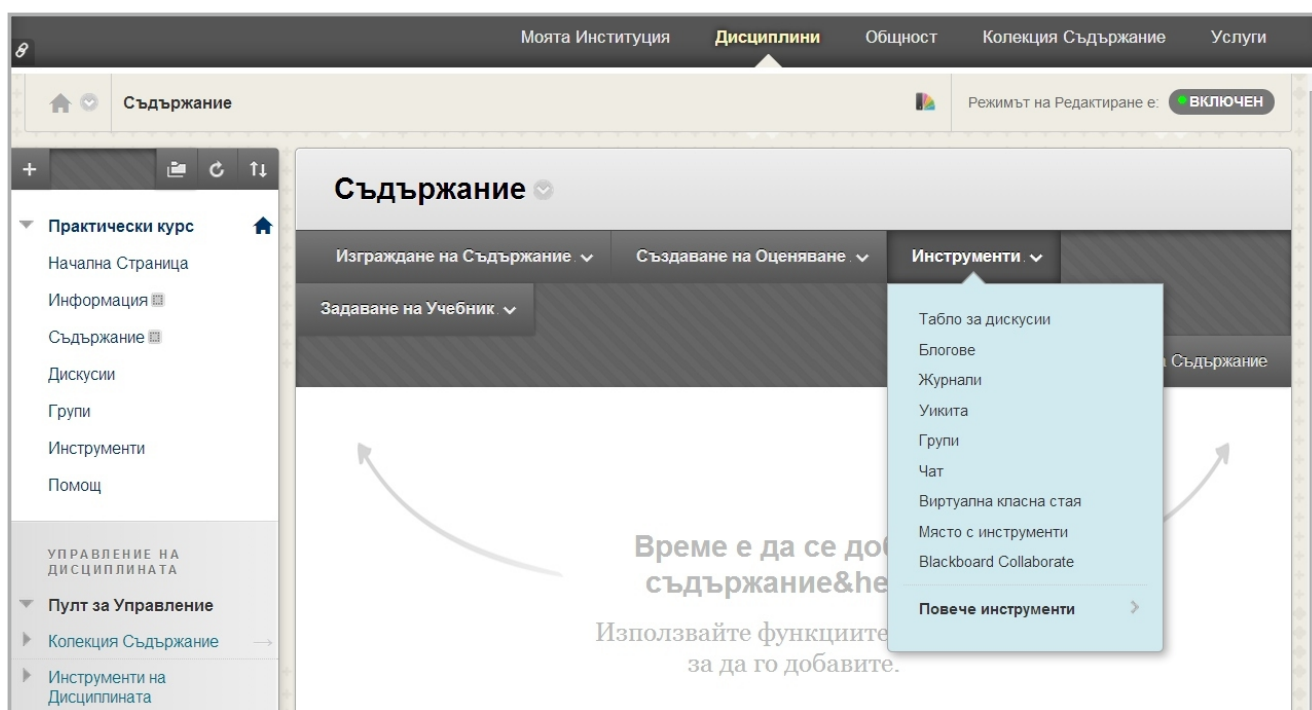 Моята Институция Дисциплини Общност Колекция Съдържание Услуги
Съдържание Режимът на Редактиране е: ВКЛЮЧЕН
Практически курс
Начална Страница
Информация
Съдържание
Дискусии
Групи
Инструменти
Помощ
УПРАВЛЕНИЕ НА
ДИСЦИПЛИНАТА
Пулт за Управление
Колекция Съдържание
Инструменти на
Дисциплината
Съдържание
Изграждане на Съдържание Създаване на Оценяване Инструменти
Задаване на Учебник
Съдържание
Табло за дискусии
Блогове
Журнали
Уикита
Групи
Чат
Виртуална класна стая
Място с инструменти
Blackboard Collaborate
Повече инструменти
Време е да се
съдържание&he
Използвайте функциите
за да го добавите.